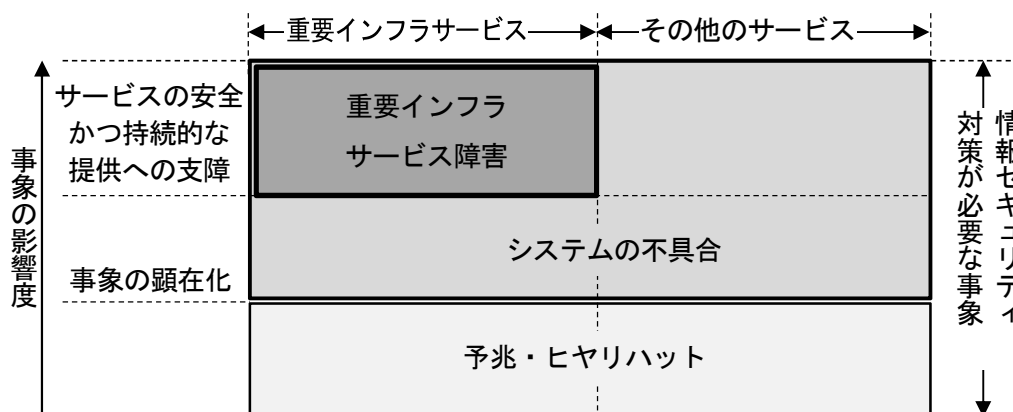 重要インフラサービス
その他のサービス
サービスの安全
かつ持続的な
提供への支障
重要インフラ
サービス障害
事象の影響度
システムの不具合
事象の顕在化
予兆・ヒヤリハット
情報セキュリティ
対策が必要な事象